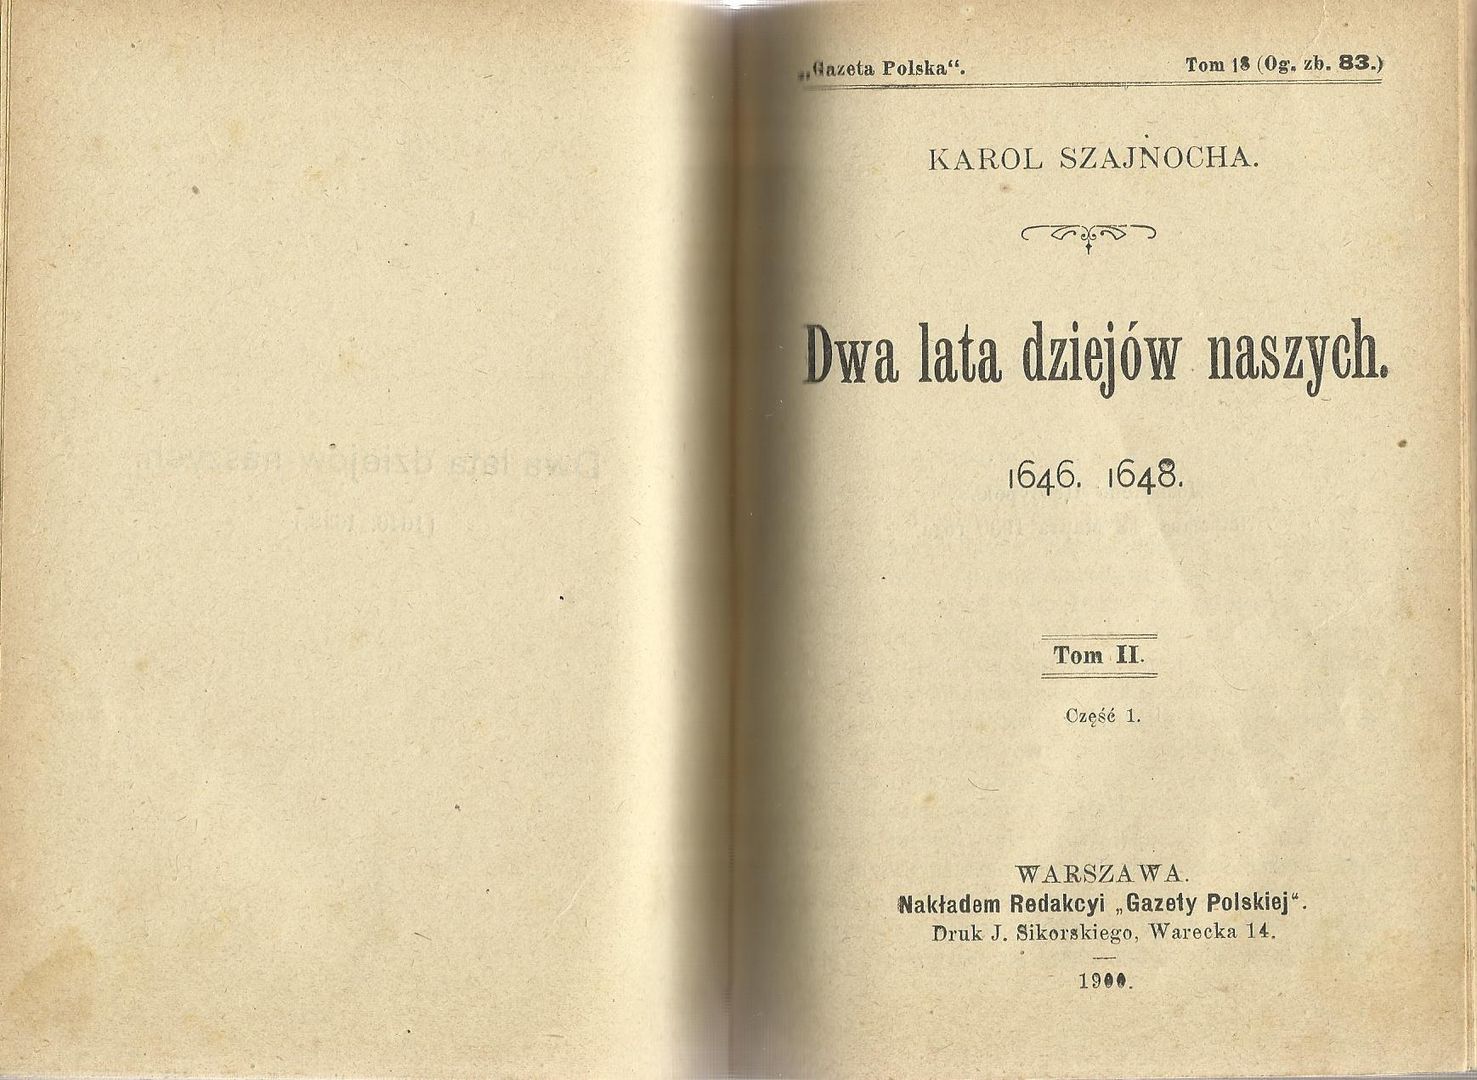 „Gazeta Polska“. Tom 18 (Og. zb. 83.)
KAROL SZAJNOCHA.
Dwa lata dziejów naszych.
1646. 1648.
Tom II.
Część 1.
WARSZAWA.
Nakładem Redakcyi „Gazety Polskiej“.
Druk J. Sikorskiego, Warecka 14.
1900.